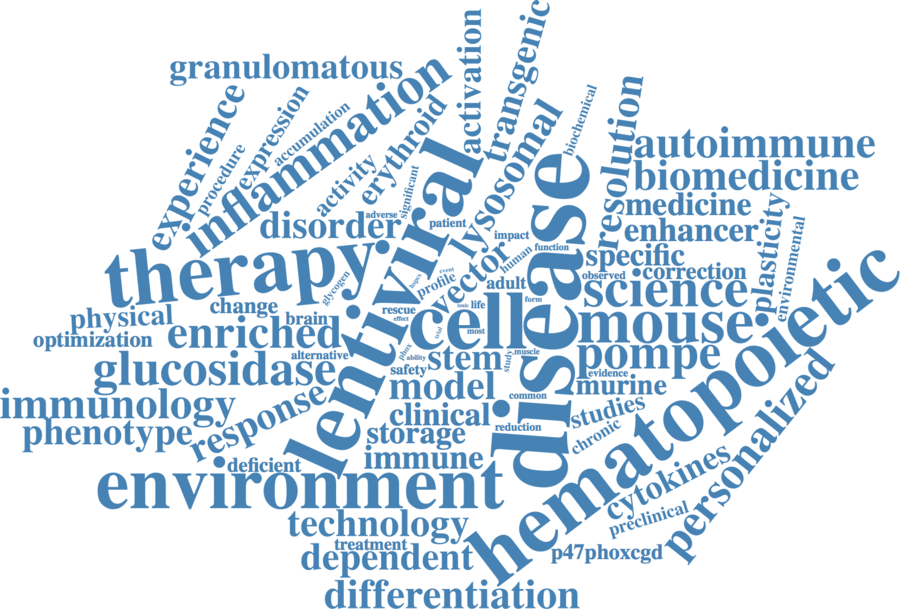 granulomatous
activation
transgenic
experience
expression
accumulation
procedure
inflammation
activity
erythroid
significant
lysosomal
biochemical
resolution
autoimmune
biomedicine
medicine
enhancer
plasticity
environmental
disorder
adverse
patient
impact
human
function
specific
correction
observed
therapy
lentiviral
disease
science
glycogen
hspcs
event
profile
vector
adult
form
change
physical
optimization
enriched
brain
rescue
effect
toxic
life
cell
most
trial
mouse
hematopoietic
alternative
phox
ability
safety
stem
study
muscle
pompe
evidence
glucosidase
model
common
murine
immunology
response
clinical
studies
personalized
phenotype
storage
reduction
chronic
deficient
immune
cytokines
environment
preclinical
technology
treatment
dependent
p47phoxcgd
differentiation